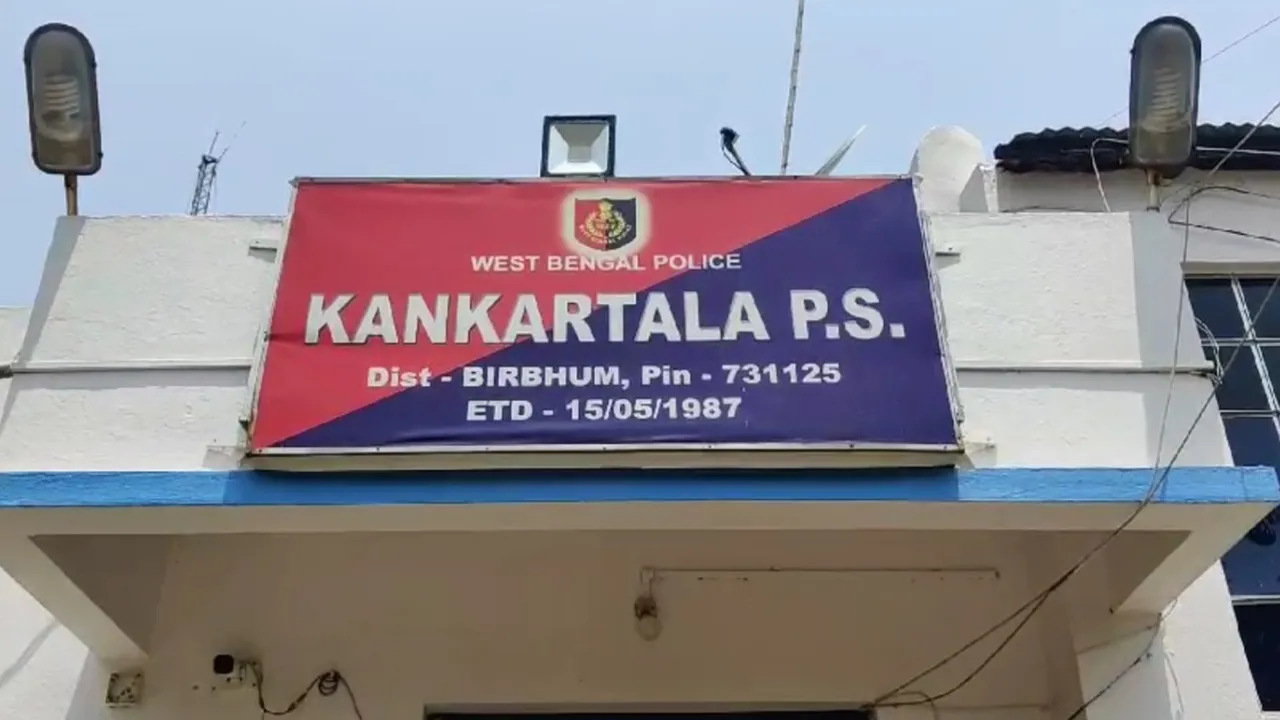 WEST BENGAL POLICE
KANKARTALA P.S.
Dist - BIRBHUM, Pin - 731125
ETD - 15/05/1987